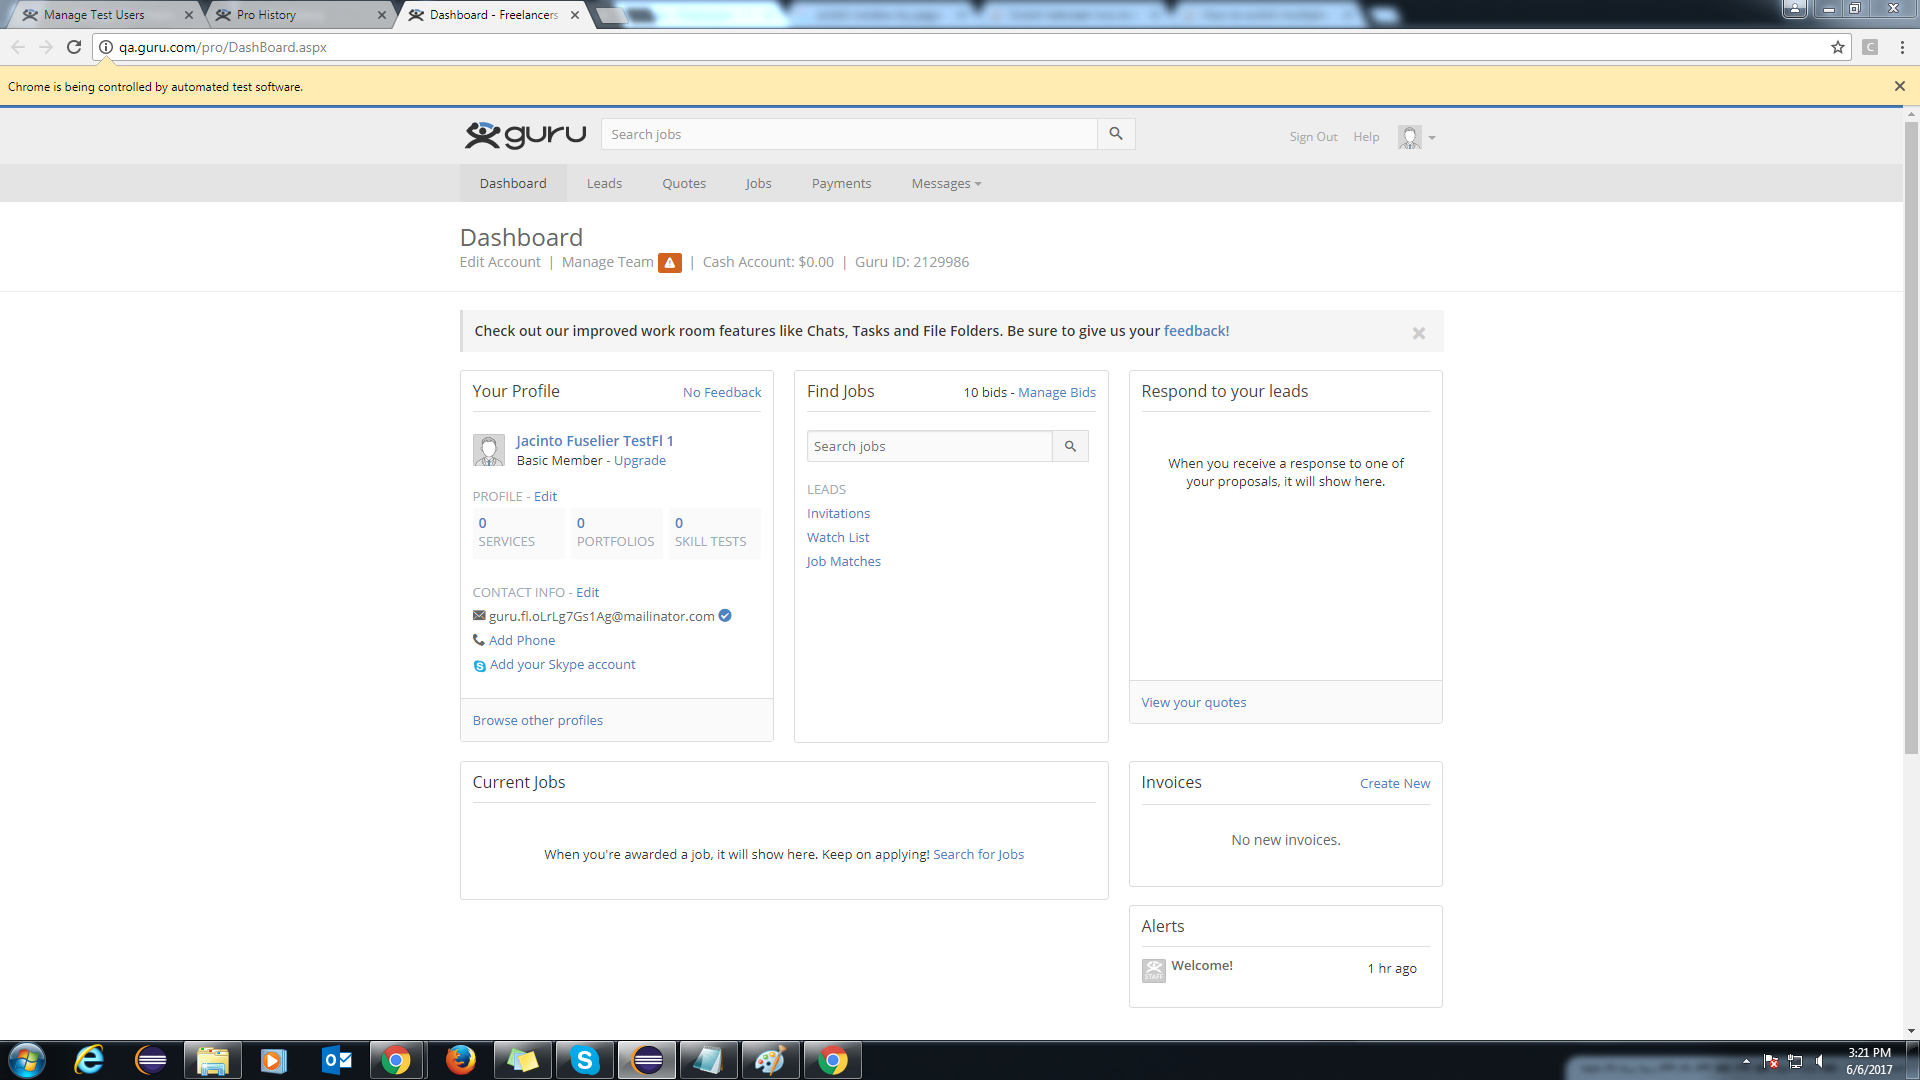 Manage Test Users
Pro History
Dashboard - Freelancers
qa.guru.com/pro/DashBoard.aspx
C
Chrome is being controlled by automated test software.
guru
Search jobs
Sign Out
Help
Dashboard
Leads
Quotes
Jobs
Payments
Messages
Dashboard
Edit Account | Manage Team | Cash Account: $0.00 | Guru ID: 2129986
Check out our improved work room features like Chats, Tasks and File Folders. Be sure to give us your feedback!
Your Profile
No Feedback
Jacinto Fuselier TestFl 1
Basic Member - Upgrade
PROFILE - Edit
0
SERVICES
0
PORTFOLIOS
0
SKILL TESTS
CONTACT INFO - Edit
guru.fl.oLrLg7Gs1Ag@mailinator.com
Add Phone
Add your Skype account
Browse other profiles
Find Jobs
10 bids - Manage Bids
Search jobs
LEADS
Invitations
Watch List
Job Matches
Respond to your leads
When you receive a response to one of
your proposals, it will show here.
View your quotes
Current Jobs
When you're awarded a job, it will show here. Keep on applying! Search for Jobs
Invoices
Create New
No new invoices.
Alerts
STAFF
Welcome!
1 hr ago
3:21 PM
6/6/2017